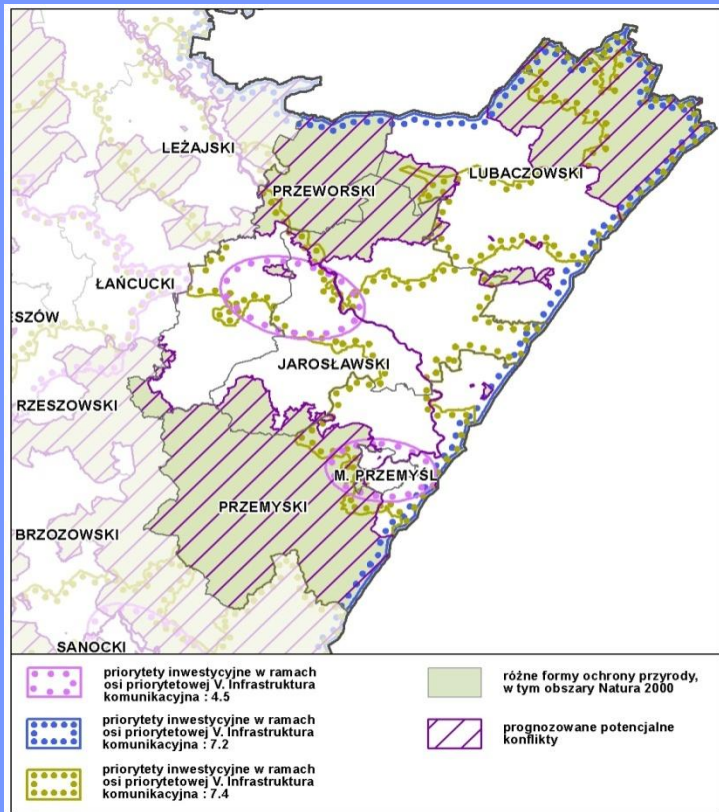 LEŻAJSKI
LUBACZOWSKI
PRZEWORSKI
ŁAŃCUCKI
ESZÓW
JAROSŁAWSKI
RZESZOWSKI
M. PRZEMYŚL
PRZEMYSKI
BRZOZOWSKI
SANOCKI
priorytety inwestycyjne w ramach
osi priorytetowej V. Infrastruktura
komunikacyjna : 4.5
priorytety inwestycyjne w ramach
osi priorytetowej V. Infrastruktura
komunikacyjna : 7.2
priorytety inwestycyjne w ramach
osi priorytetowej V. Infrastruktura
komunikacyjna : 7.4
różne formy ochrony przyrody,
w tym obszary Natura 2000
prognozowane potencjalne
konflikty